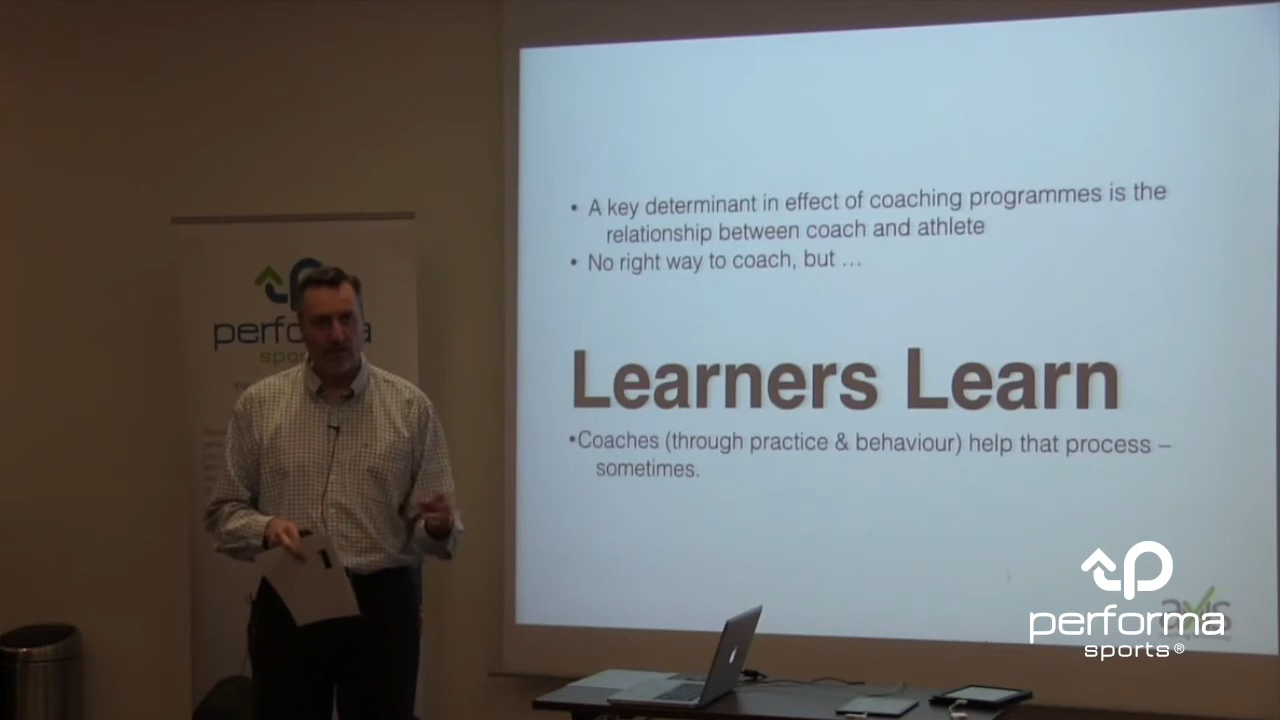 • A key determinant in effect of coaching programmes is the
relationship between coach and athlete
• No right way to coach, but ...
Learners Learn
•Coaches (through practice & behaviour) help that process –
sometimes.
performa
sports®
axis